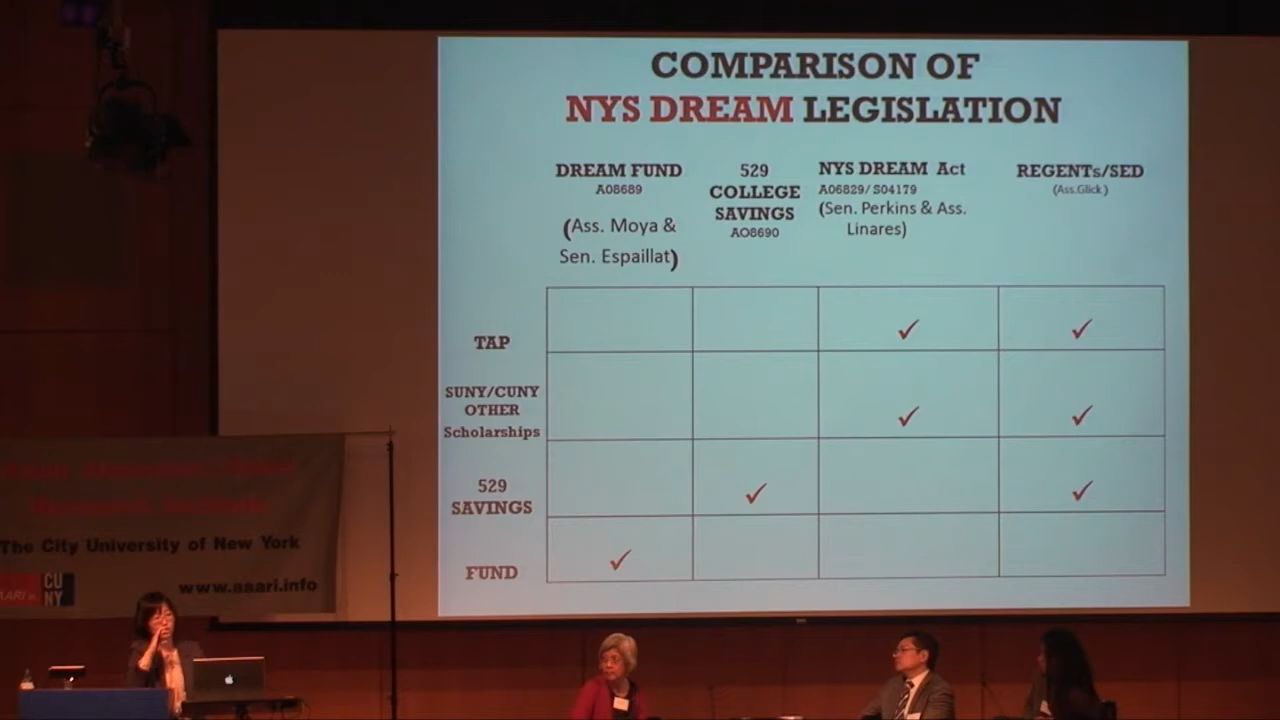 COMPARISON OF
NYS DREAM LEGISLATION
DREAM FUND
A08689
(Ass. Moya &
Sen. Espaillat)
529
COLLEGE
SAVINGS
AO8690
NYS DREAM Act
A06829/ S04179
(Sen. Perkins & Ass.
Linares)
REGENTs/SED
(Ass.Glick )
TAP
✓ ✓
SUNY/CUNY
OTHER
Scholarships
✓ ✓
529
SAVINGS
✓ ✓
FUND
✓
The City University of New York
CU
NY
www.aaari.info